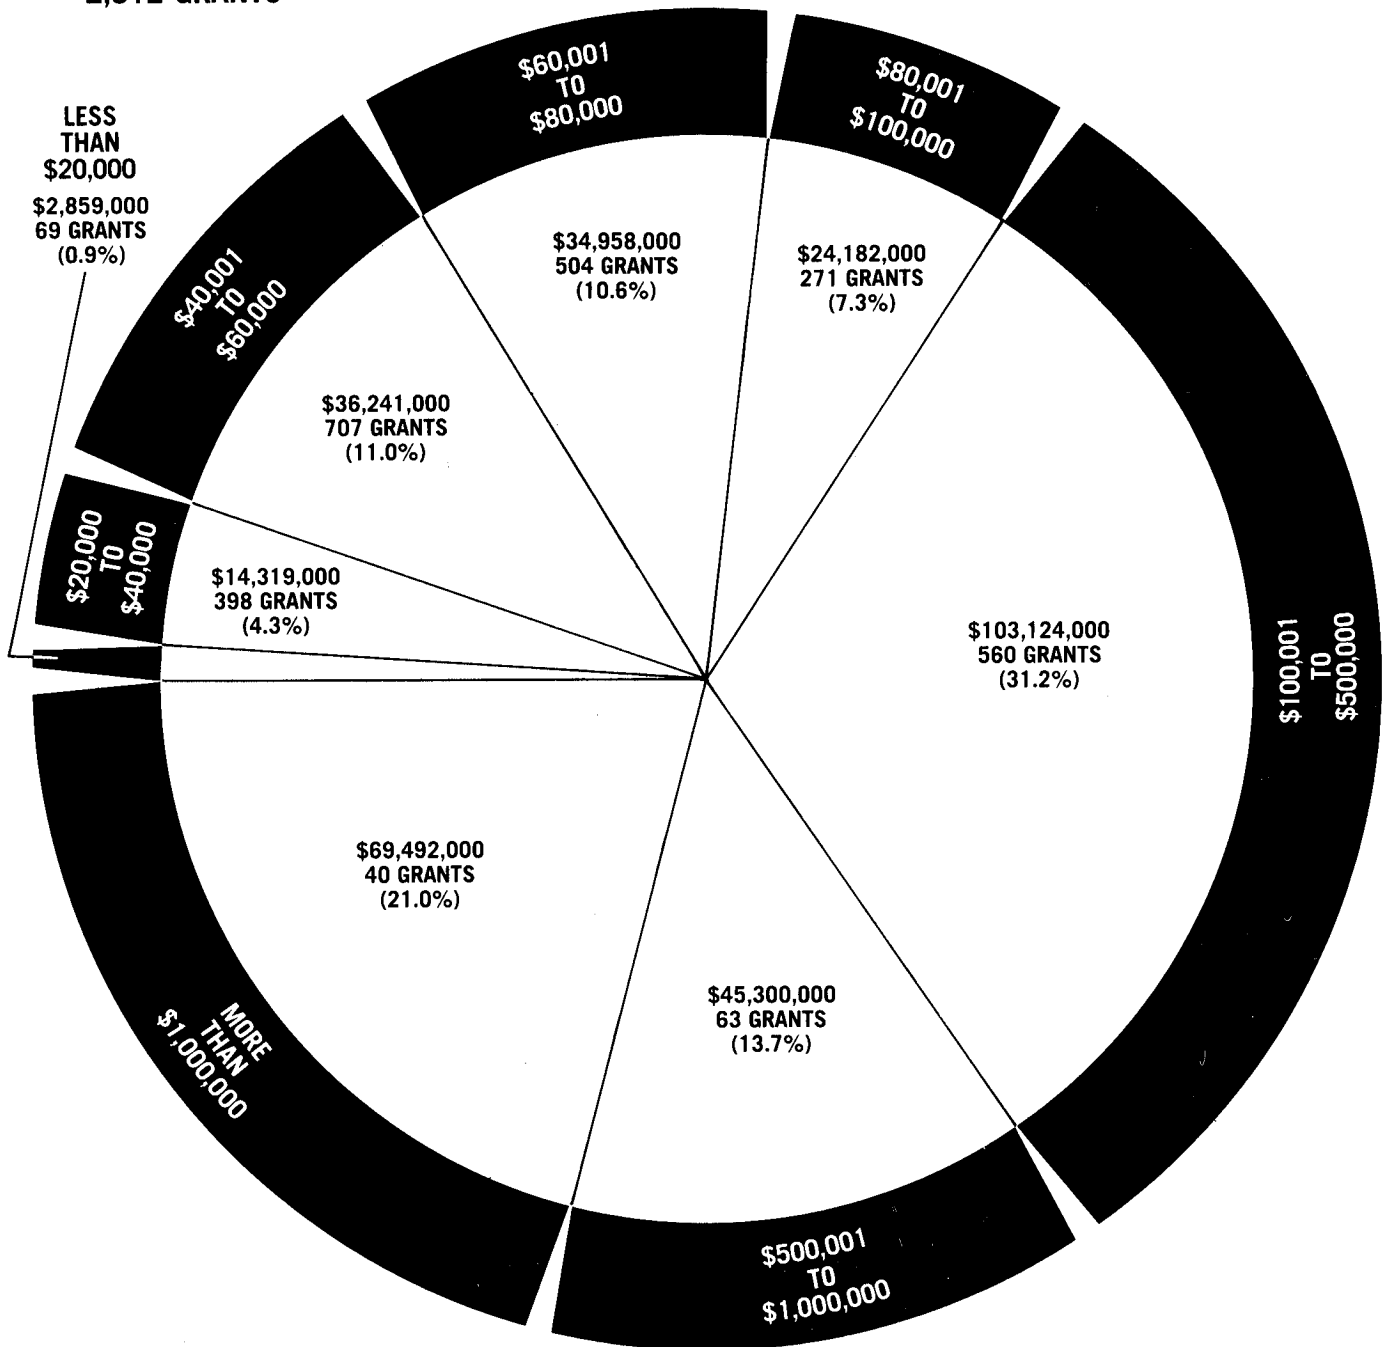 2,612 GRANTS
$60,001
TO
$80,000
$80,001
TO
$100,000
LESS
THAN
$20,000
$2,859,000
69 GRANTS
(0.9%)
$40,001
TO
$60,000
$34,958,000
504 GRANTS
(10.6%)
$24,182,000
271 GRANTS
(7.3%)
$36,241,000
707 GRANTS
(11.0%)
$20,000
TO
$40,000
$14,319,000
398 GRANTS
(4.3%)
$103,124,000
560 GRANTS
(31.2%)
$100,001
TO
$500,000
$69,492,000
40 GRANTS
(21.0%)
$45,300,000
63 GRANTS
(13.7%)
MORE
THAN
$1,000,000
$500,001
TO
$1,000,000